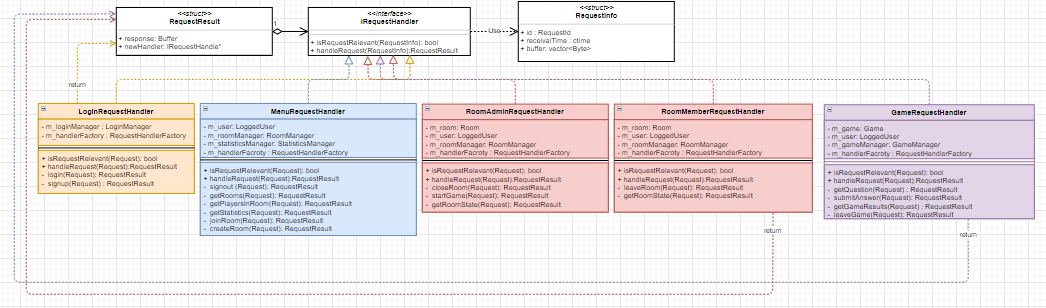 <<struct>>
RequestResult
+ response: Buffer
+ newHandler: IRequestHandle*
1
<<interface>>
IRequestHandler
+ isRequestRelevant(RequestInfo): bool
+ handleRequest(RequestInfo):RequestResult
Use
<<struct>>
RequestInfo
+ id : RequestId
+ receivalTime : ctime
+ buffer: vector<Byte>
return
LoginRequestHandler
- m_loginManager : LoginManager
- m_handlerFactory : RequestHandlerFactory
+ isRequestRelevant(Request): bool
+ handleRequest(Request):RequestResult
- login(Request): RequestResult
- signup(Request) : RequestResult
MenuRequestHandler
- m_user: LoggedUser
- m_roomManager: RoomManager
- m_statisticsManager: StatisticsManager
- m_handlerFacroty : RequestHandlerFactory
+ isRequestRelevant(Request): bool
+ handleRequest(Request):RequestResult
- signout (Request): RequestResult
- getRooms(Request): RequestResult
- getPlayersInRoom(Request): RequestResult
- getStatistics(Request): RequestResult
- joinRoom(Request): RequestResult
- createRoom(Request): RequestResult
RoomAdminRequestHandler
- m_room: Room
- m_user: LoggedUser
- m_roomManager: RoomManager
- m_handlerFacroty : RequestHandlerFactory
+ isRequestRelevant(Request): bool
+ handleRequest(Request):RequestResult
- closeRoom(Request): RequestResult
- startGame(Request): RequestResult
- getRoomState(Request): RequestResult
RoomMemberRequestHandler
- m_room: Room
- m_user: LoggedUser
- m_roomManager: RoomManager
- m_handlerFacroty : RequestHandlerFactory
+ isRequestRelevant(Request): bool
+ handleRequest(Request):RequestResult
- leaveRoom(Request): RequestResult
- getRoomState(Request): RequestResult
GameRequestHandler
- m_game: Game
- m_user: LoggedUser
- m_gameManager: GameManager
- m_handlerFacroty : RequestHandlerFactory
+ isRequestRelevant(Request): bool
+ handleRequest(Request):RequestResult
- getQuestion(Request) : RequestResult
- submitAnswer(Request): RequestResult
- getGameResults(Request) : RequestResult
- leaveGame(Request): RequestResult
return
return